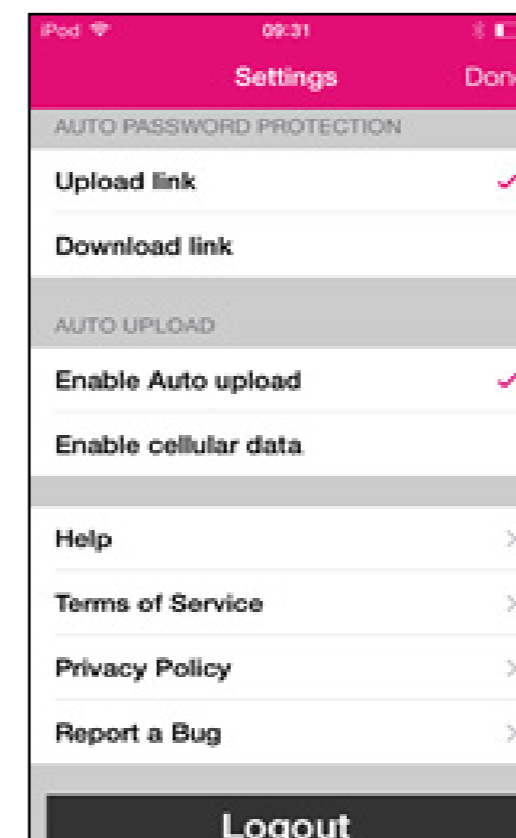 iPod 09:31
Settings Done
AUTO PASSWORD PROTECTION
Upload link
Download link
AUTO UPLOAD
Enable Auto upload
Enable cellular data
Help
Terms of Service
Privacy Policy
Report a Bug
Logout